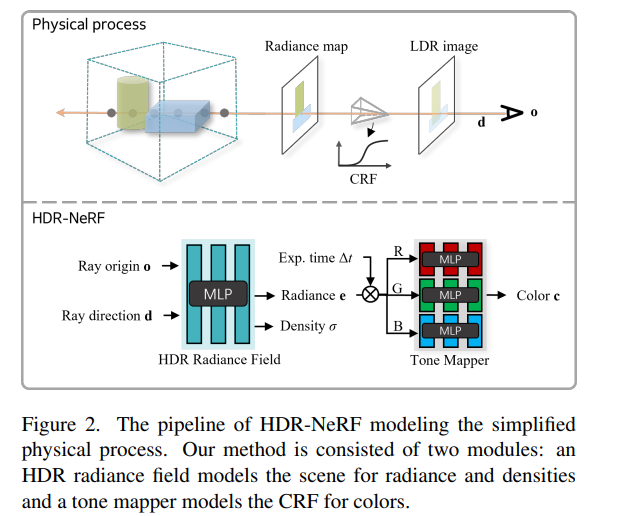 Physical process
Radiance map
LDR image
d
o
CRF
HDR-NeRF
Ray origin o
Ray direction d
MLP
Exp. time Δt
Radiance e
Density σ
R
G
B
MLP
MLP
MLP
Color c
HDR Radiance Field
Tone Mapper
Figure 2. The pipeline of HDR-NeRF modeling the simplified
physical process. Our method is consisted of two modules: an
HDR radiance field models the scene for radiance and densities
and a tone mapper models the CRF for colors.